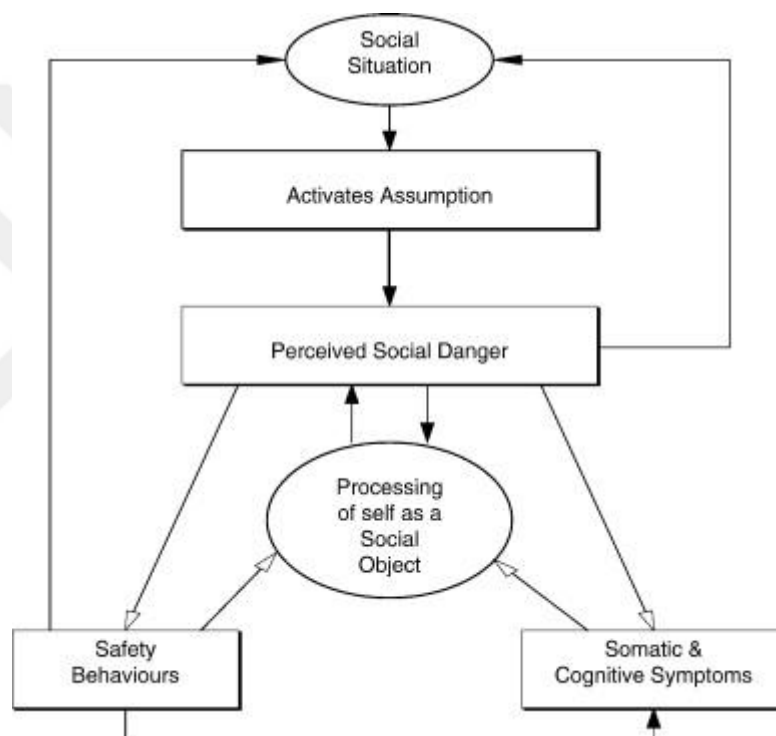 Social
Situation
Activates Assumption
Perceived Social Danger
Processing
of self as a
Social
Object
Safety
Behaviours
Somatic &
Cognitive Symptoms